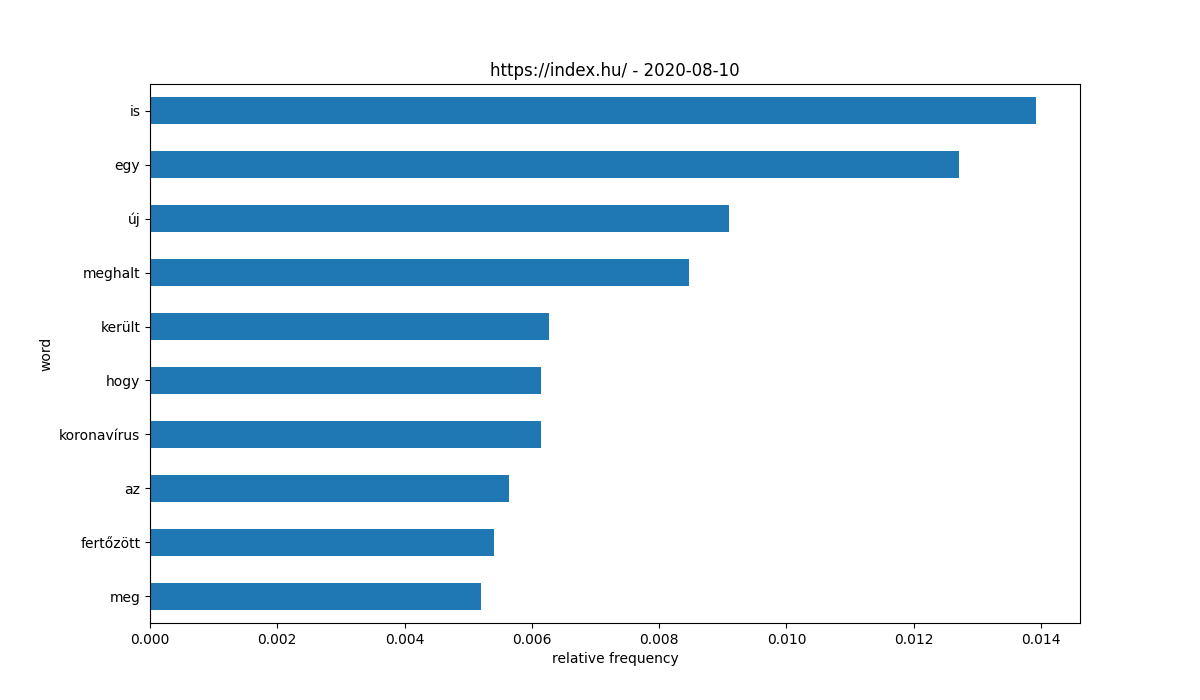 https://index.hu/ - 2020-08-10
is
egy
új
meghalt
került
hogy
koronavírus
az
fertőzött
meg
word
0.000 0.002 0.004 0.006 0.008 0.010 0.012 0.014
relative frequency